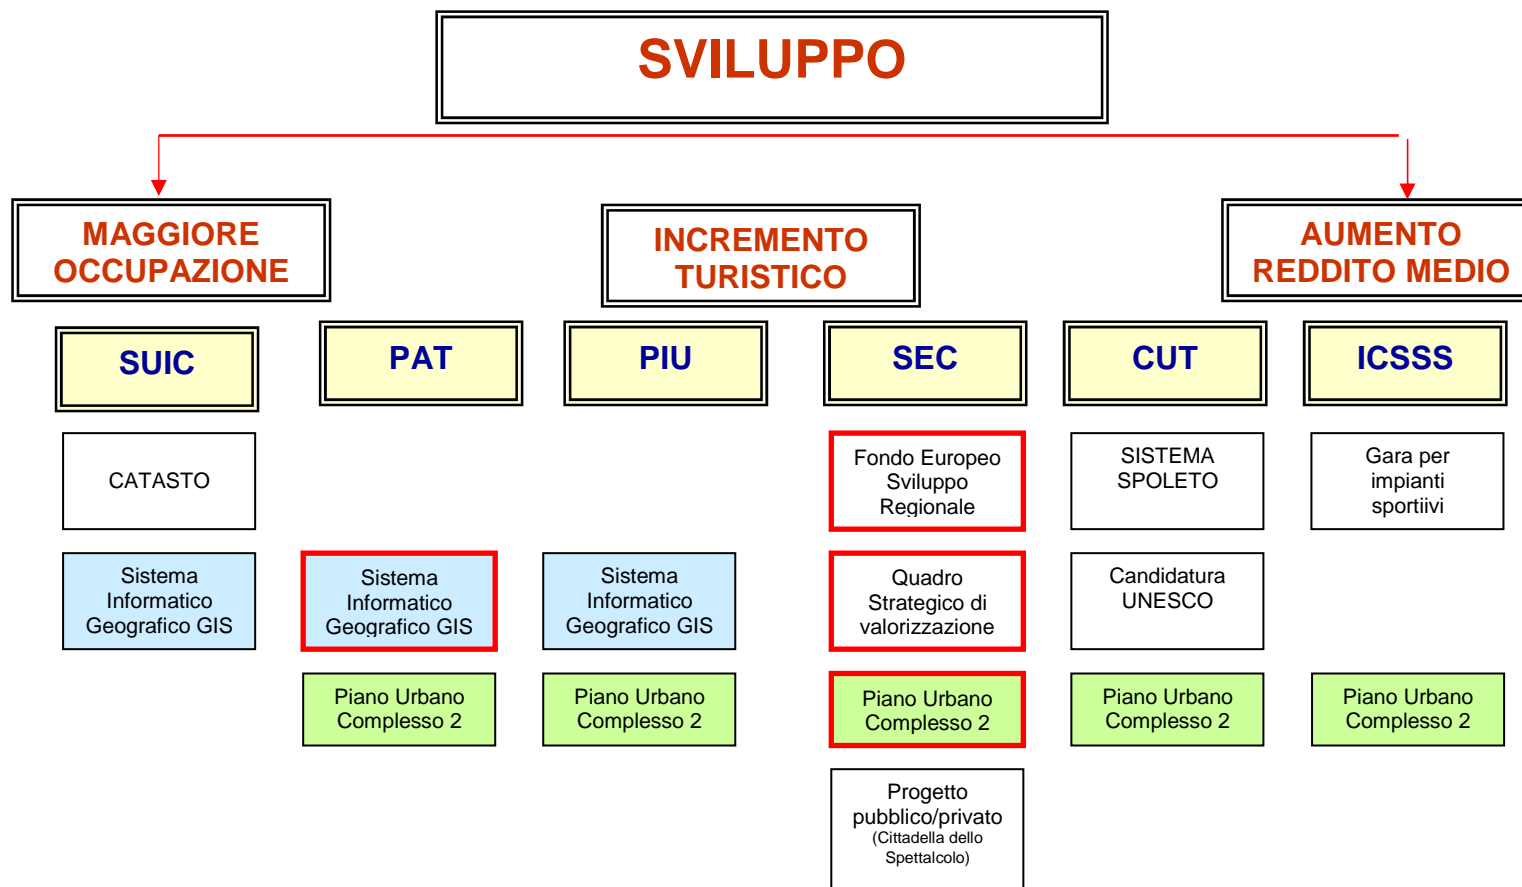 SVILUPPO
MAGGIORE
OCCUPAZIONE
INCREMENTO
TURISTICO
AUMENTO
REDDITO MEDIO
SUIC
PAT
PIU
SEC
CUT
ICSSS
CATASTO
Fondo Europeo
Sviluppo
Regionale
SISTEMA
SPOLETO
Gara per
impianti
sportiivi
Sistema
Informatico
Geografico GIS
Sistema
Informatico
Geografico GIS
Sistema
Informatico
Geografico GIS
Quadro
Strategico di
valorizzazione
Candidatura
UNESCO
Piano Urbano
Complesso 2
Piano Urbano
Complesso 2
Piano Urbano
Complesso 2
Piano Urbano
Complesso 2
Piano Urbano
Complesso 2
Progetto
pubblico/privato
(Cittadella dello
Spettalcolo)